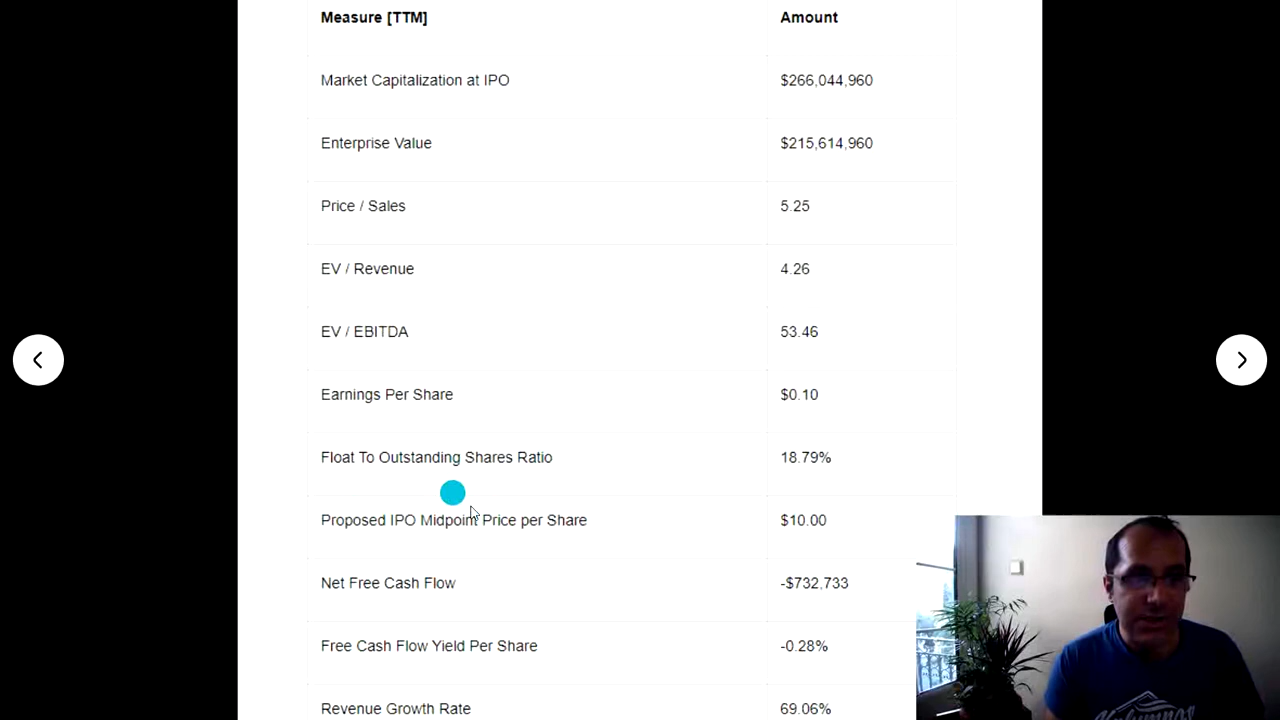 Measure [TTM] Amount
Market Capitalization at IPO $266,044,960
Enterprise Value $215,614,960
Price / Sales 5.25
EV / Revenue 4.26
EV / EBITDA 53.46
Earnings Per Share $0.10
Float To Outstanding Shares Ratio 18.79%
Proposed IPO Midpoint Price per Share $10.00
Net Free Cash Flow -$732,733
Free Cash Flow Yield Per Share -0.28%
Revenue Growth Rate 69.06%